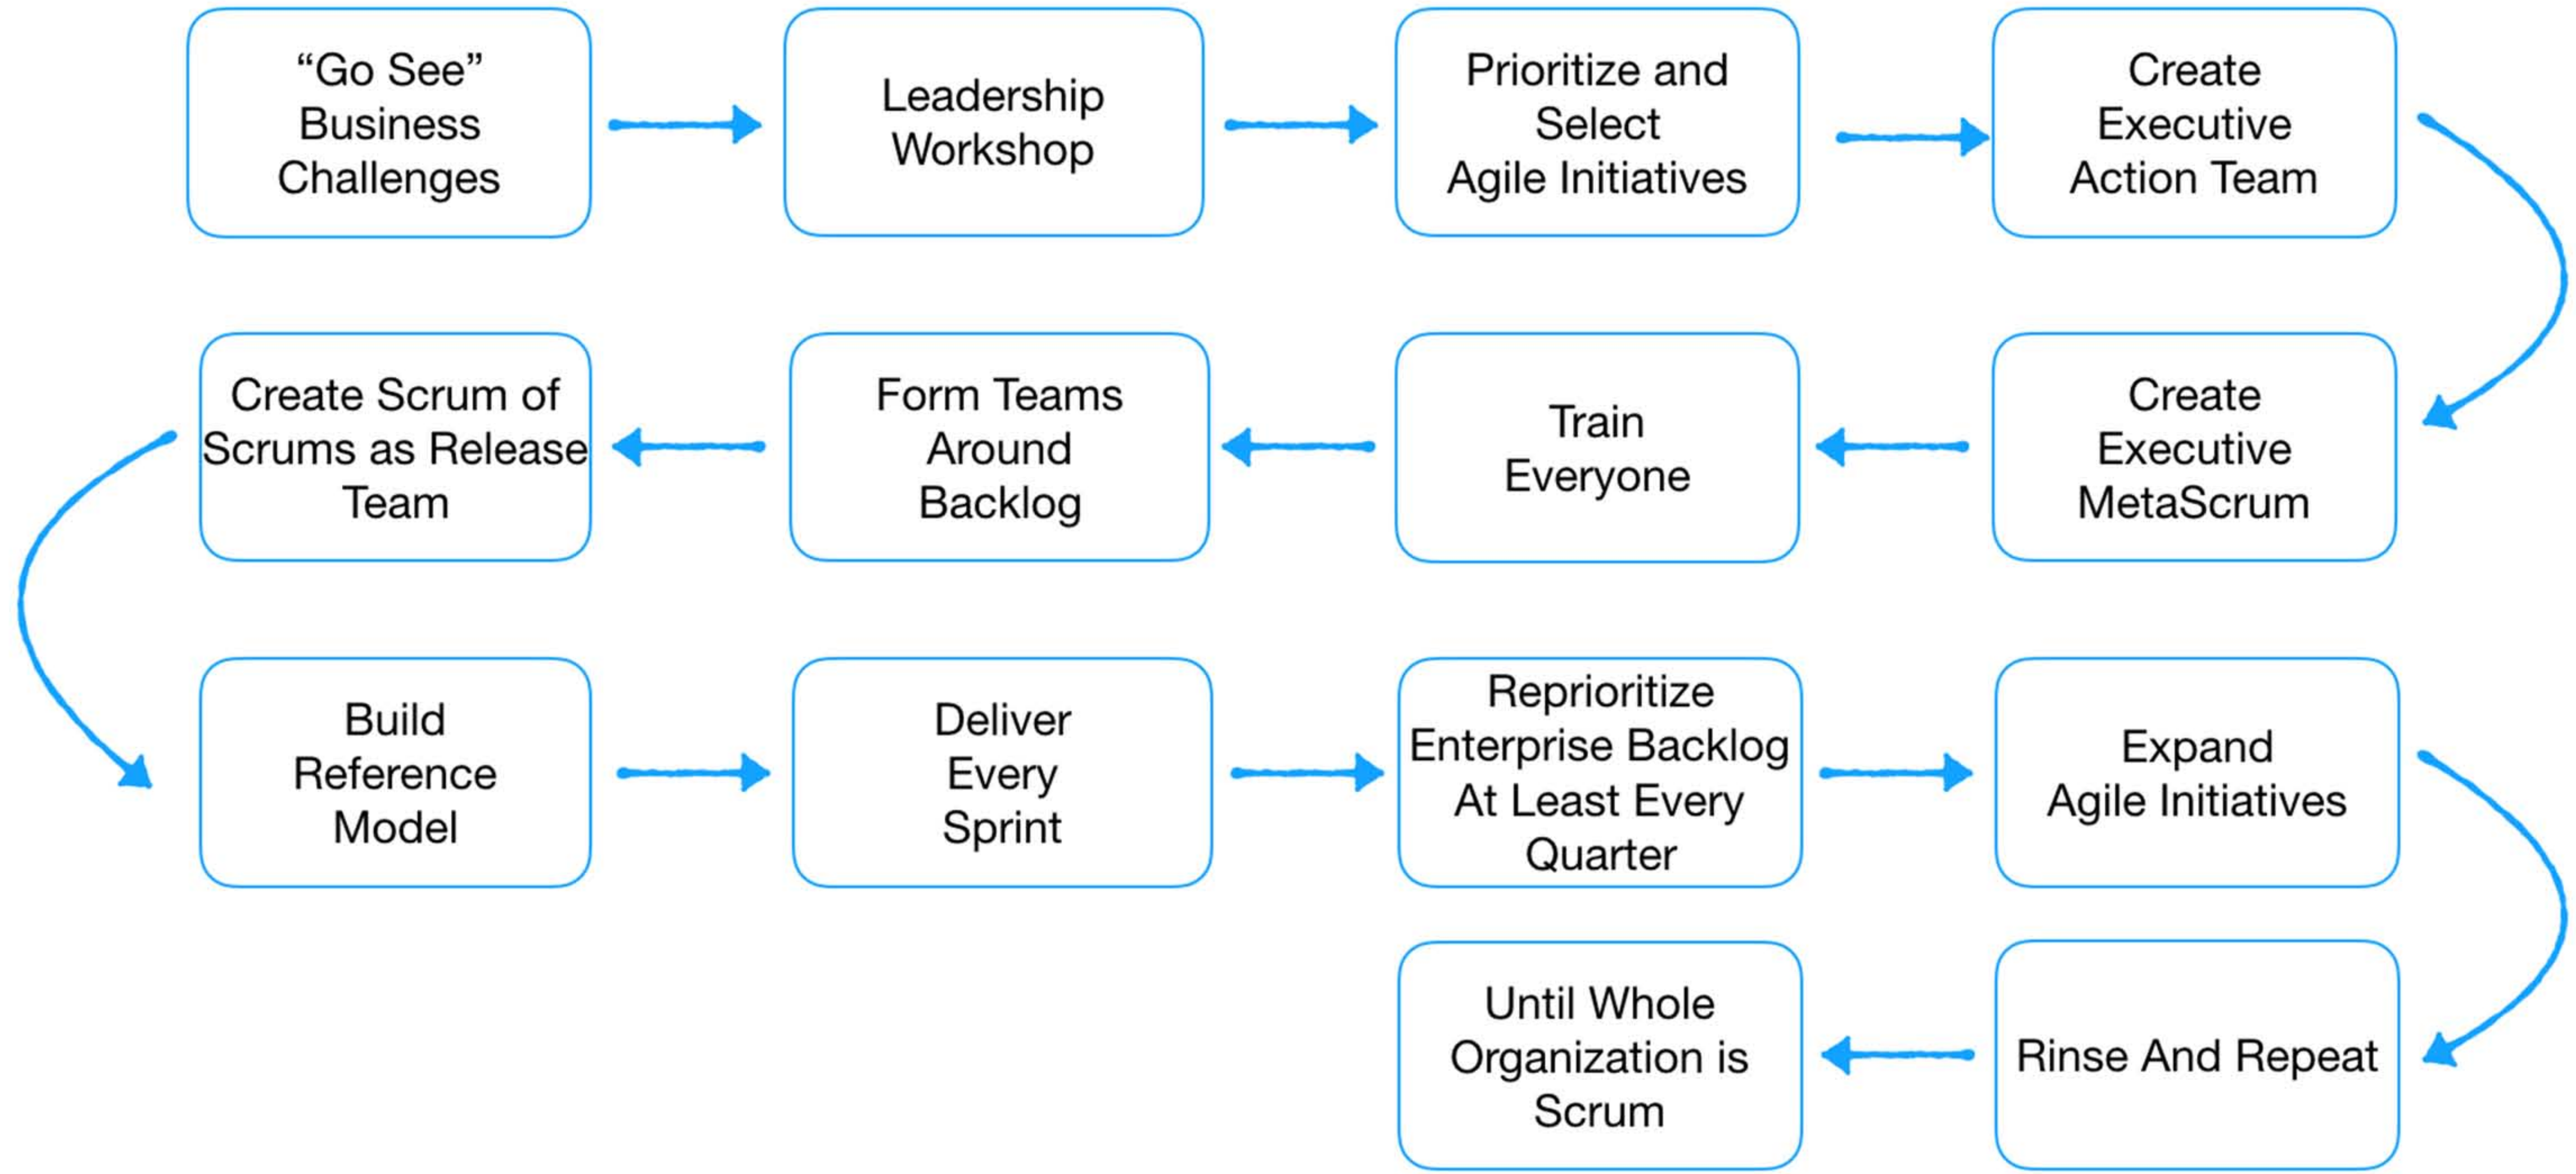 “Go See”
Business
Challenges
Leadership
Workshop
Prioritize and
Select
Agile Initiatives
Create
Executive
Action Team
Create
Executive
MetaScrum
Train
Everyone
Form Teams
Around
Backlog
Create Scrum of
Scrums as Release
Team
Build
Reference
Model
Deliver
Every
Sprint
Reprioritize
Enterprise Backlog
At Least Every
Quarter
Expand
Agile Initiatives
Rinse And Repeat
Until Whole
Organization is
Scrum